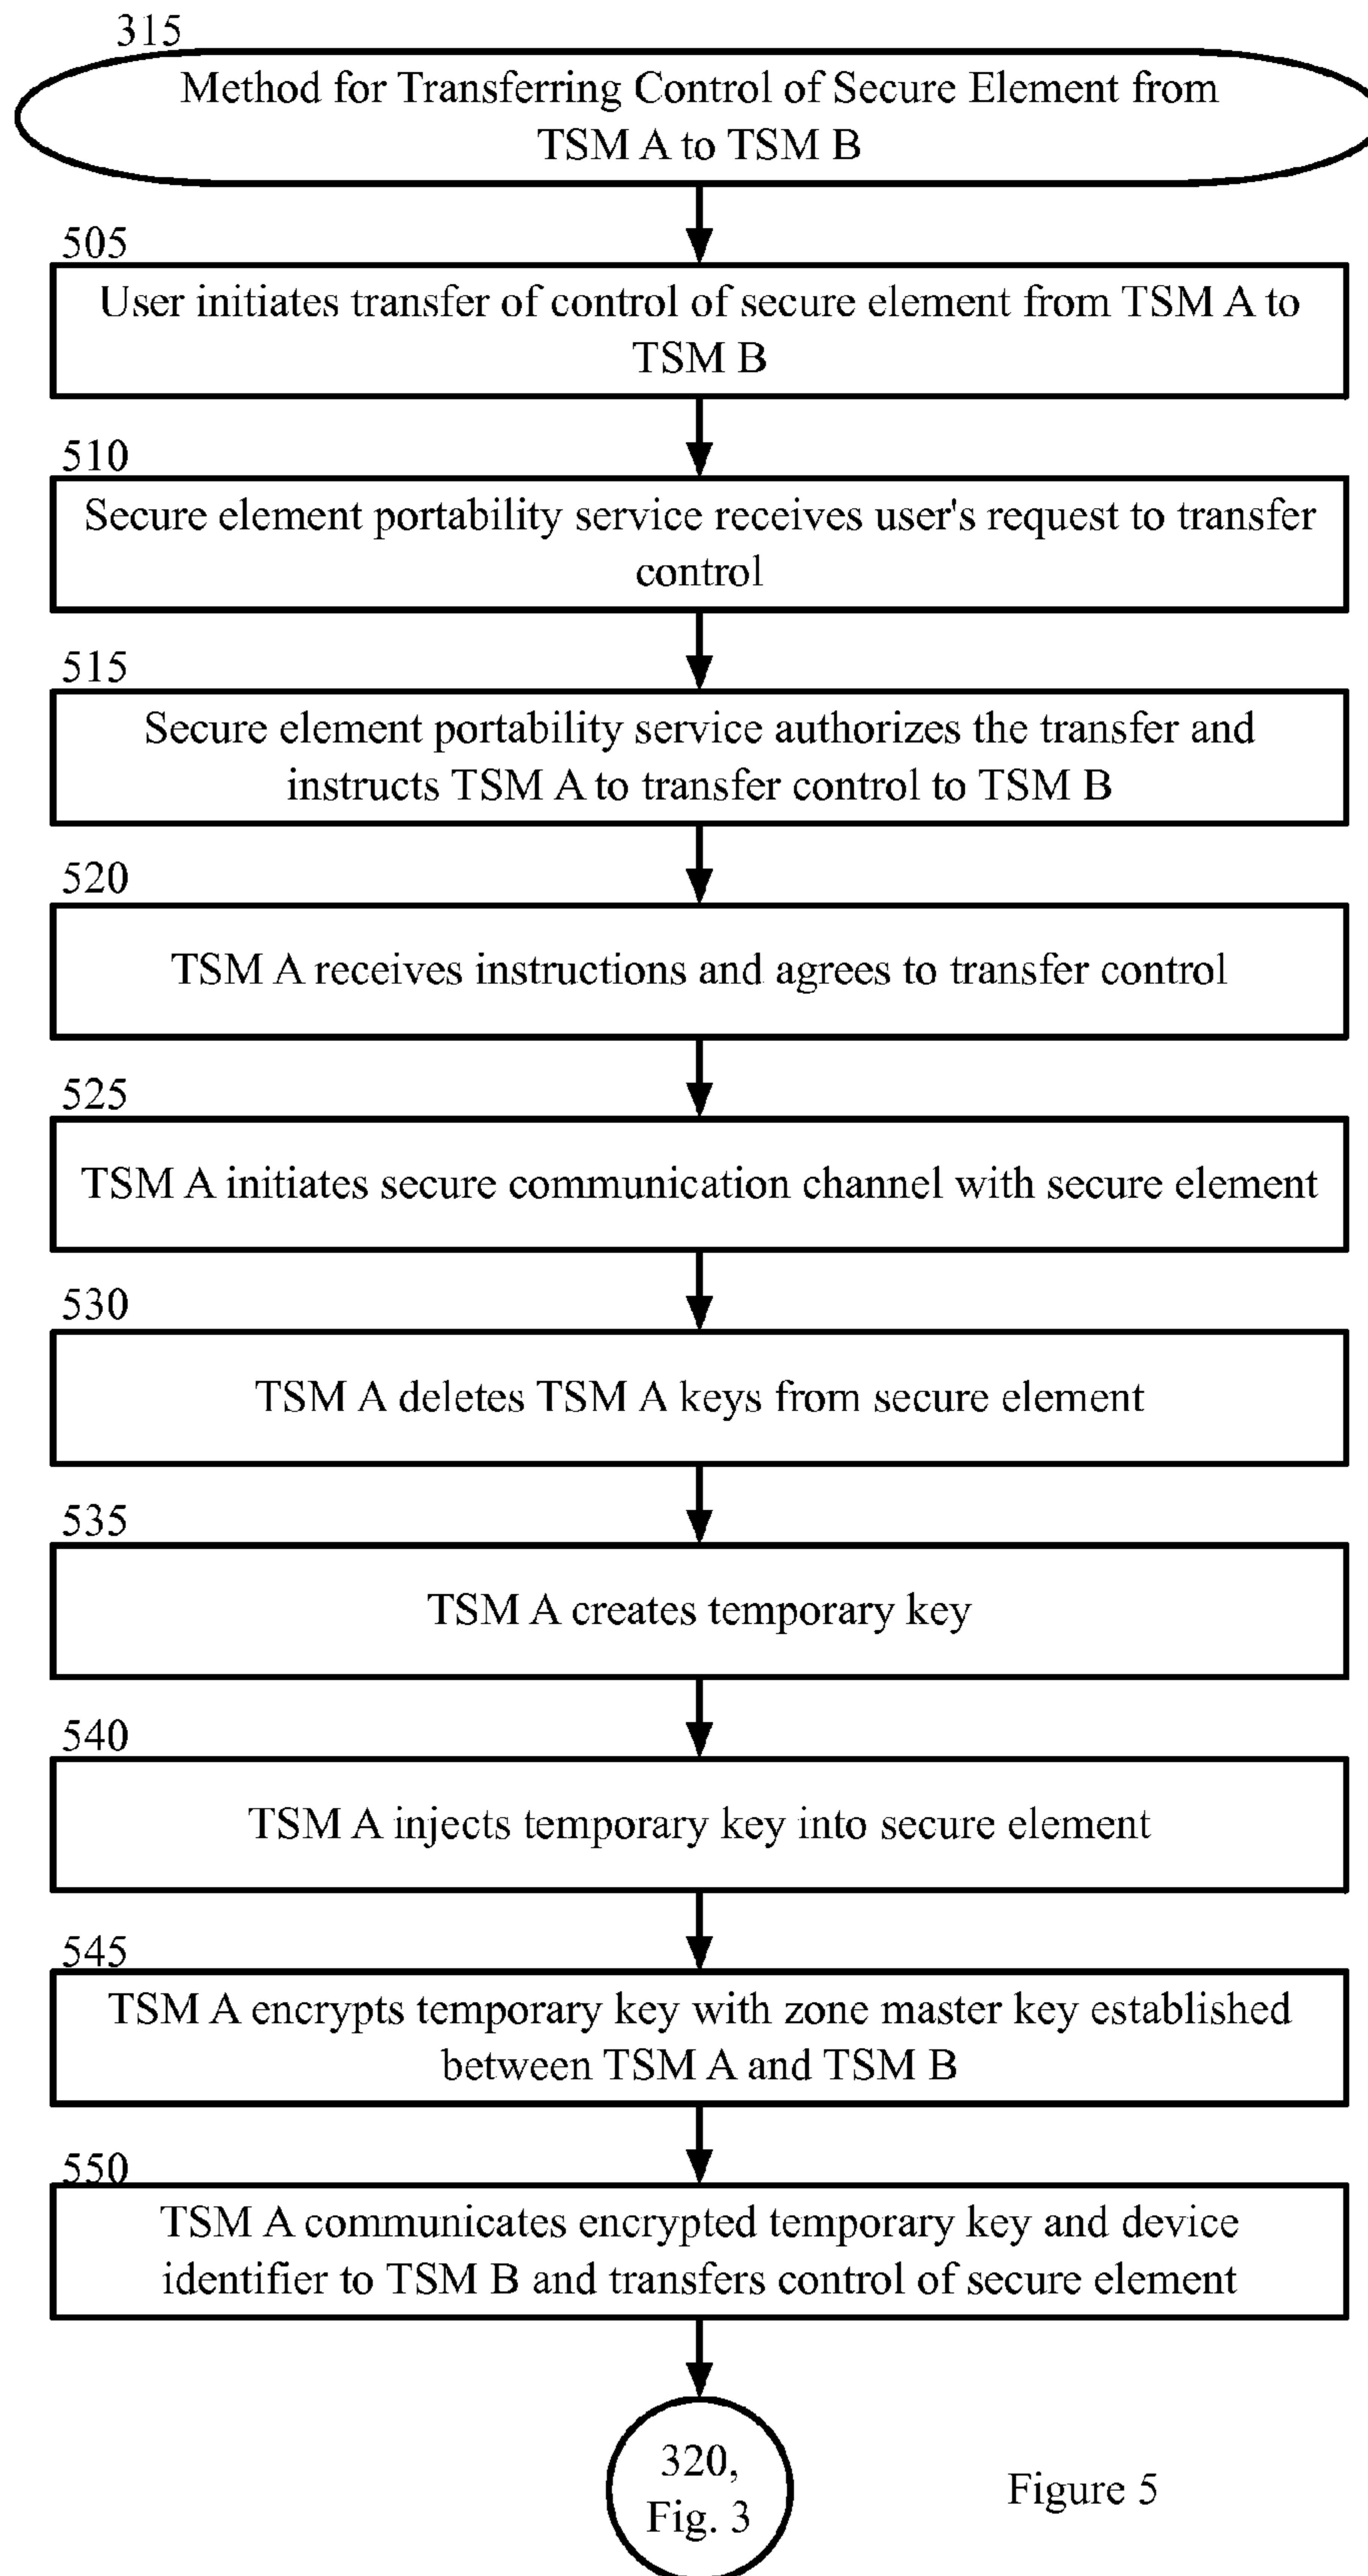 315
Method for Transferring Control of Secure Element from
TSM A to TSM B
505
User initiates transfer of control of secure element from TSM A to
TSM B
510
Secure element portability service receives user's request to transfer
control
515
Secure element portability service authorizes the transfer and
instructs TSM A to transfer control to TSM B
520
TSM A receives instructions and agrees to transfer control
525
TSM A initiates secure communication channel with secure element
530
TSM A deletes TSM A keys from secure element
535
TSM A creates temporary key
540
TSM A injects temporary key into secure element
545
TSM A encrypts temporary key with zone master key established
between TSM A and TSM B
550
TSM A communicates encrypted temporary key and device
identifier to TSM B and transfers control of secure element
320,
Fig. 3
Figure 5